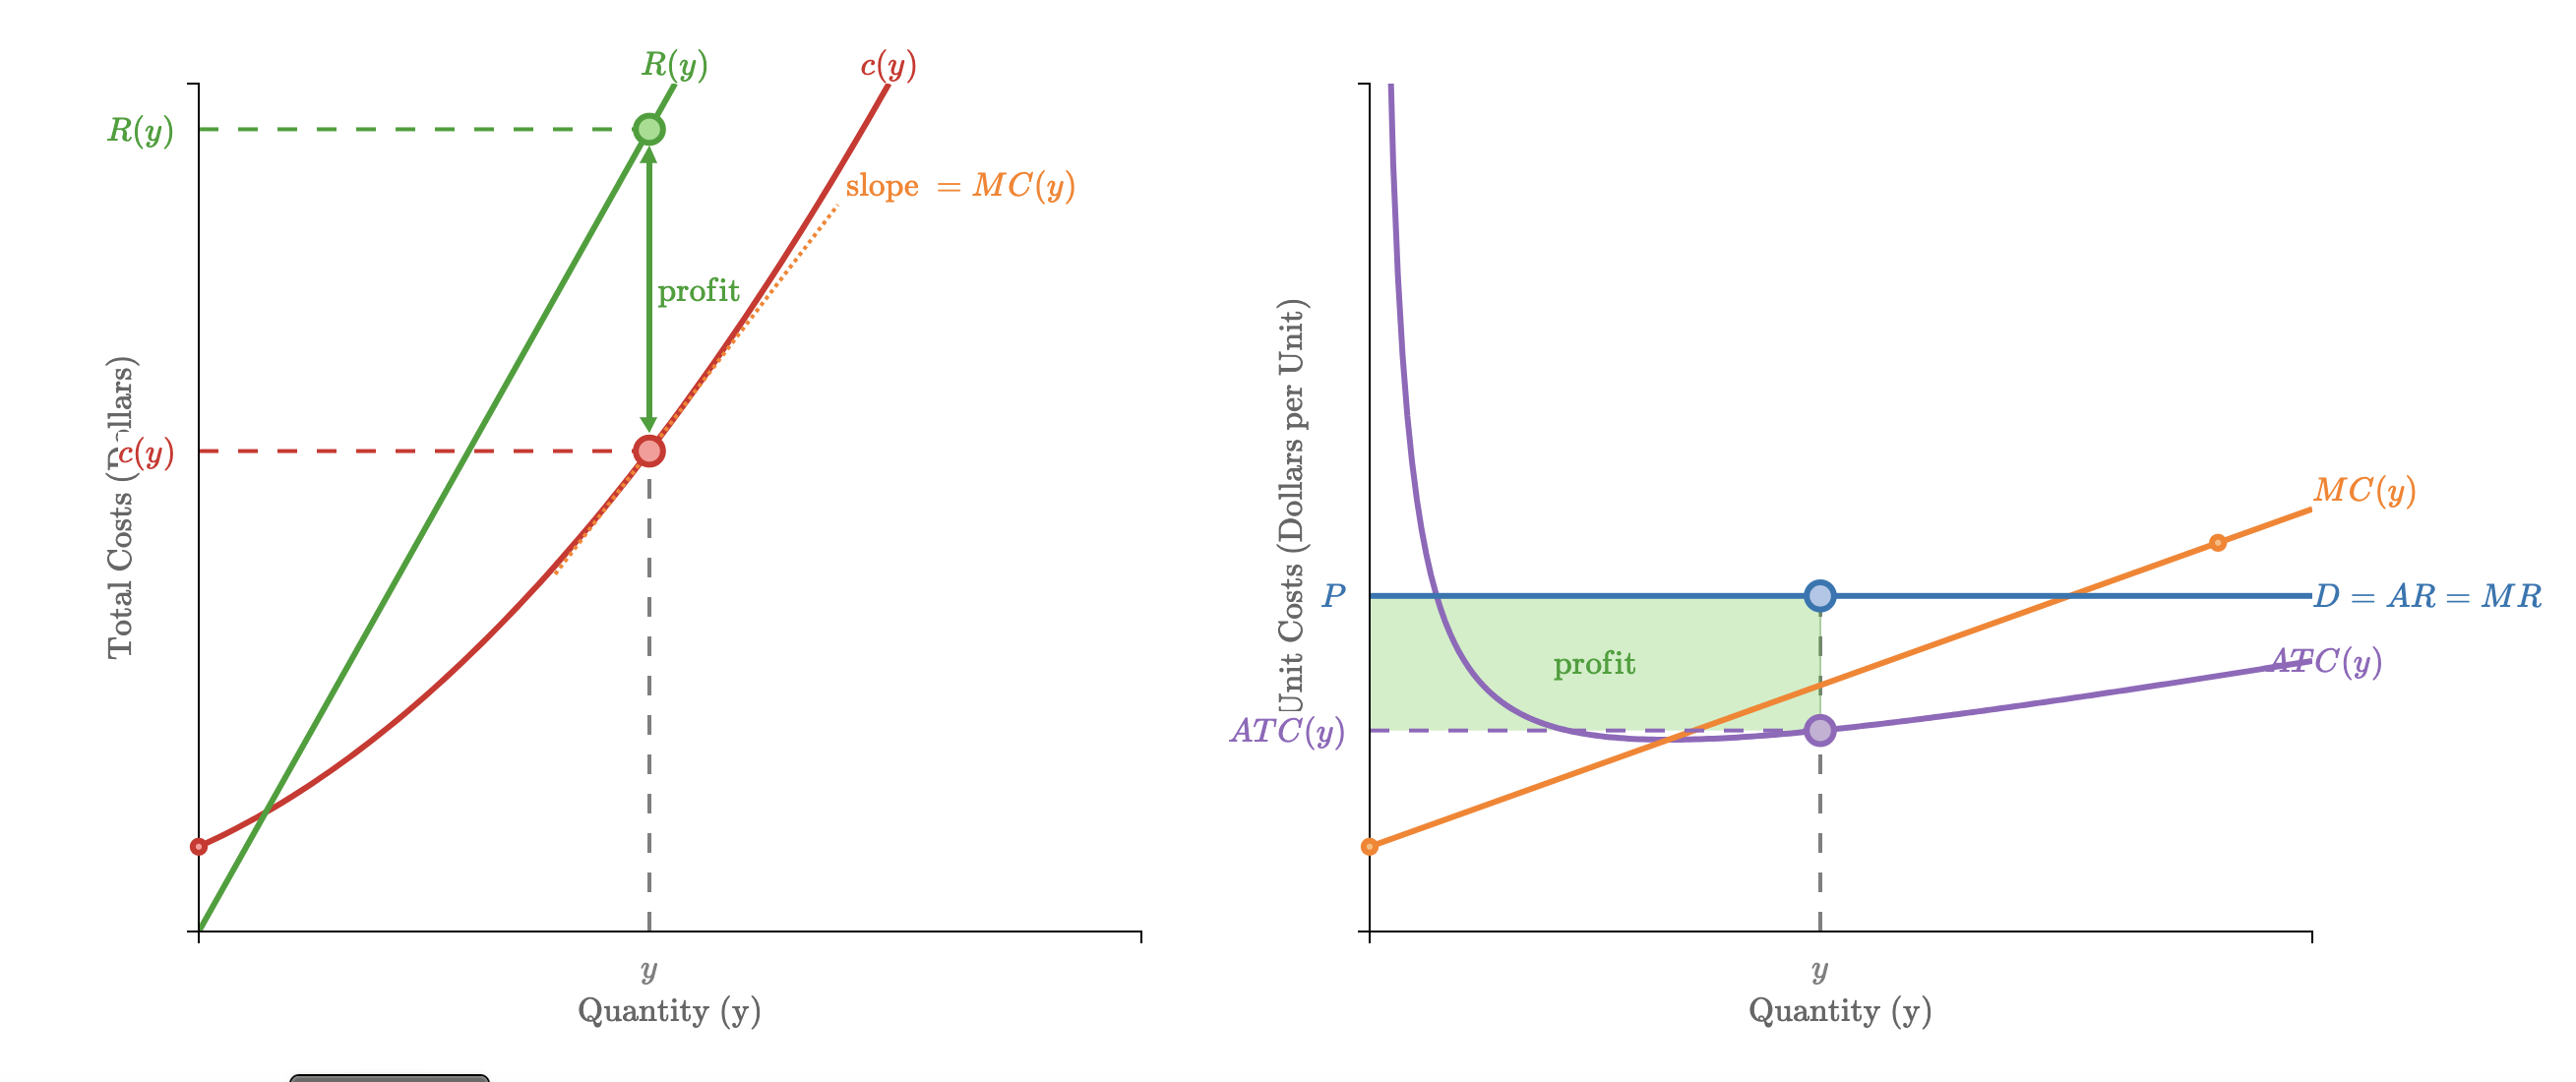 R(y)
c(y)
R(y)
slope = MC(y)
profit
Total Costs (Dollars)
c(y)
y
Quantity (y)
Unit Costs (Dollars per Unit)
MC(y)
P
D = AR = MR
profit
ATC(y)
ATC(y)
y
Quantity (y)